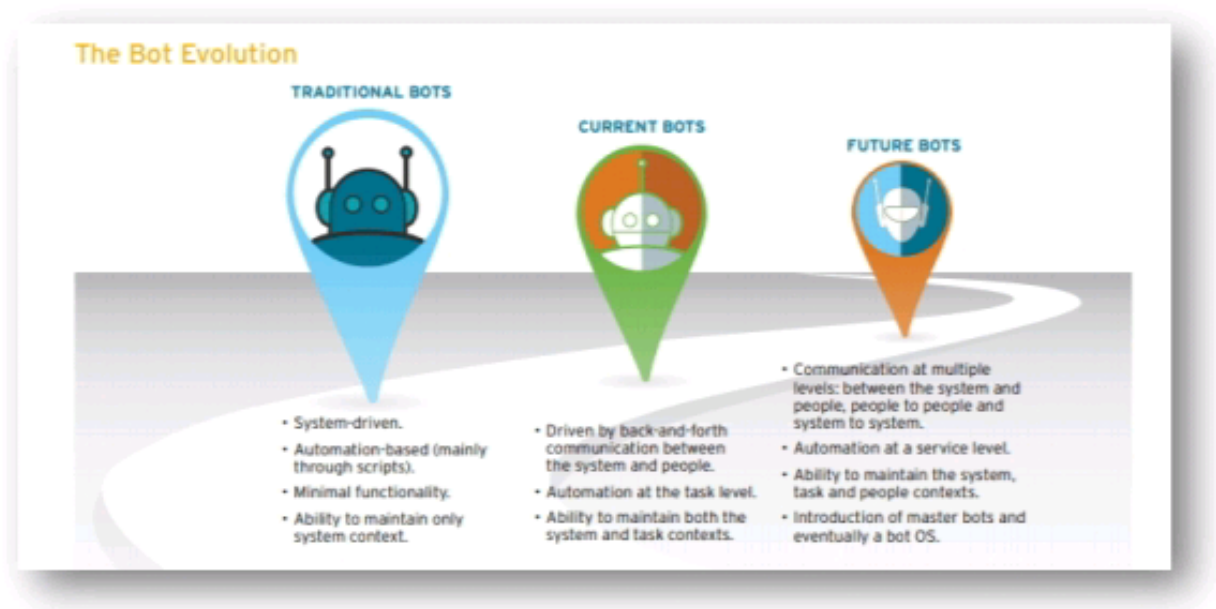 The Bot Evolution
TRADITIONAL BOTS
• System-driven.
• Automation-based (mainly
through scripts).
• Minimal functionality.
• Ability to maintain only
system context.
CURRENT BOTS
• Driven by back-and-forth
communication between
the system and people.
• Automation at the task level.
• Ability to maintain both the
system and task contexts.
FUTURE BOTS
• Communication at multiple
levels: between the system and
people, people to people and
system to system.
• Automation at a service level.
• Ability to maintain the system,
task and people contexts.
• Introduction of master bots and
eventually a bot OS.